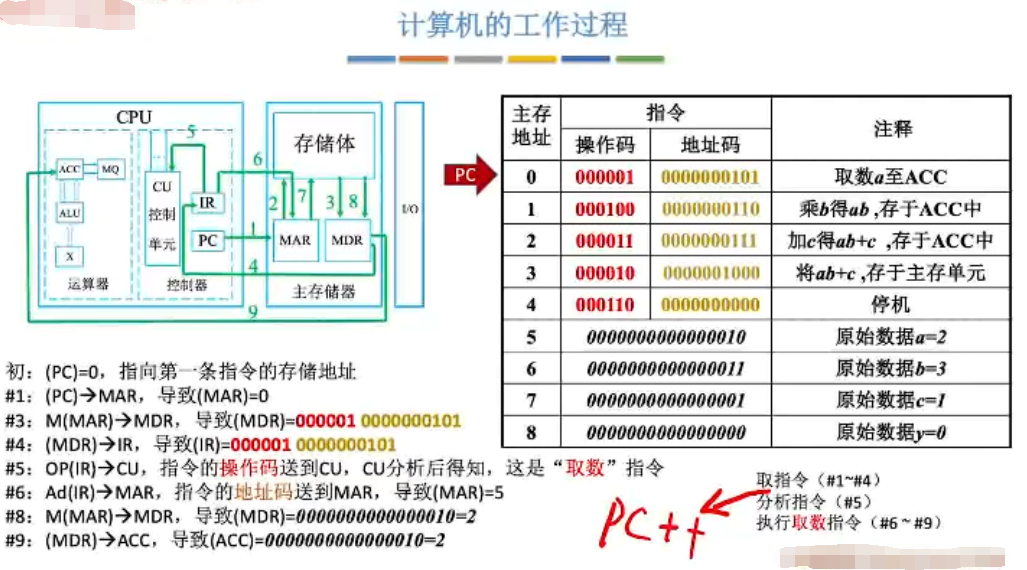 计算机的工作过程
CPU
ACC
MQ
ALU
X
运算器
CU
控制
单元
IR
PC
控制器
存储体
MAR
MDR
主存储器
I/O
5
6
2
7
3
8
1
4
9
PC
主存地址 指令 注释
操作码 地址码
0 000001 0000000101 取数a至ACC
1 000100 0000000110 乘b得ab ,存于ACC中
2 000011 0000000111 加c得ab+c ,存于ACC中
3 000010 0000001000 将ab+c ,存于主存单元
4 000110 0000000000 停机
5 0000000000000010 原始数据a=2
6 0000000000000011 原始数据b=3
7 0000000000000001 原始数据c=1
8 0000000000000000 原始数据y=0
初：(PC)=0，指向第一条指令的存储地址
#1：(PC)→MAR，导致(MAR)=0
#3：M(MAR)→MDR，导致(MDR)=000001 0000000101
#4：(MDR)→IR，导致(IR)=000001 0000000101
#5：OP(IR)→CU，指令的操作码送到CU，CU分析后得知，这是“取数”指令
#6：Ad(IR)→MAR，指令的地址码送到MAR，导致(MAR)=5
#8：M(MAR)→MDR，导致(MDR)=0000000000000010=2
#9：(MDR)→ACC，导致(ACC)=0000000000000010=2
取指令（#1~#4）
分析指令（#5）
执行取数指令（#6~#9）
PC++